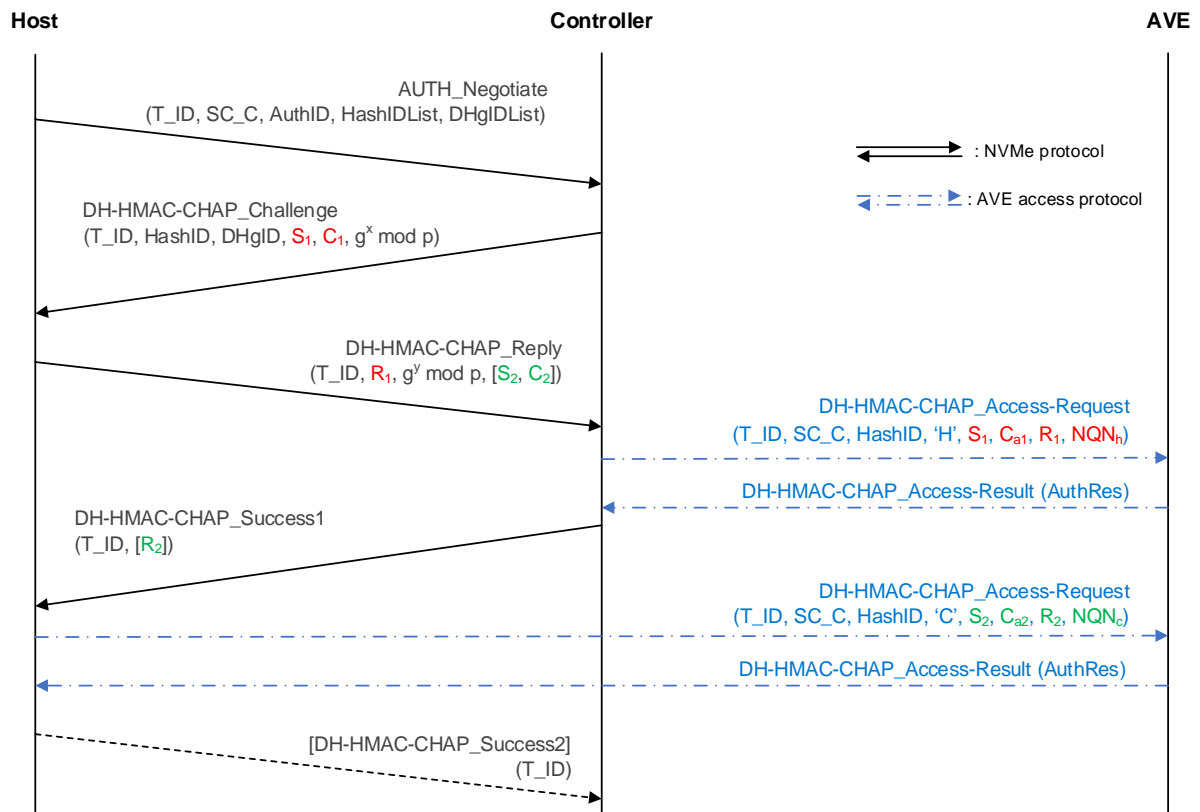 Host
Controller
AVE
AUTH_Negotiate
(T_ID, SC_C, AuthID, HashIDList, DHgIDList)
: NVMe protocol
: AVE access protocol
DH-HMAC-CHAP_Challenge
(T_ID, HashID, DHgID, S₁, C₁, gˣ mod p)
DH-HMAC-CHAP_Reply
(T_ID, R₁, gʸ mod p, [S₂, C₂])
DH-HMAC-CHAP_Access-Request
(T_ID, SC_C, HashID, ‘H’, S₁, Cₐ₁, R₁, NQNₕ)
DH-HMAC-CHAP_Access-Result (AuthRes)
DH-HMAC-CHAP_Success1
(T_ID, [R₂])
DH-HMAC-CHAP_Access-Request
(T_ID, SC_C, HashID, ‘C’, S₂, Cₐ₂, R₂, NQN_c)
DH-HMAC-CHAP_Access-Result (AuthRes)
[DH-HMAC-CHAP_Success2]
(T_ID)